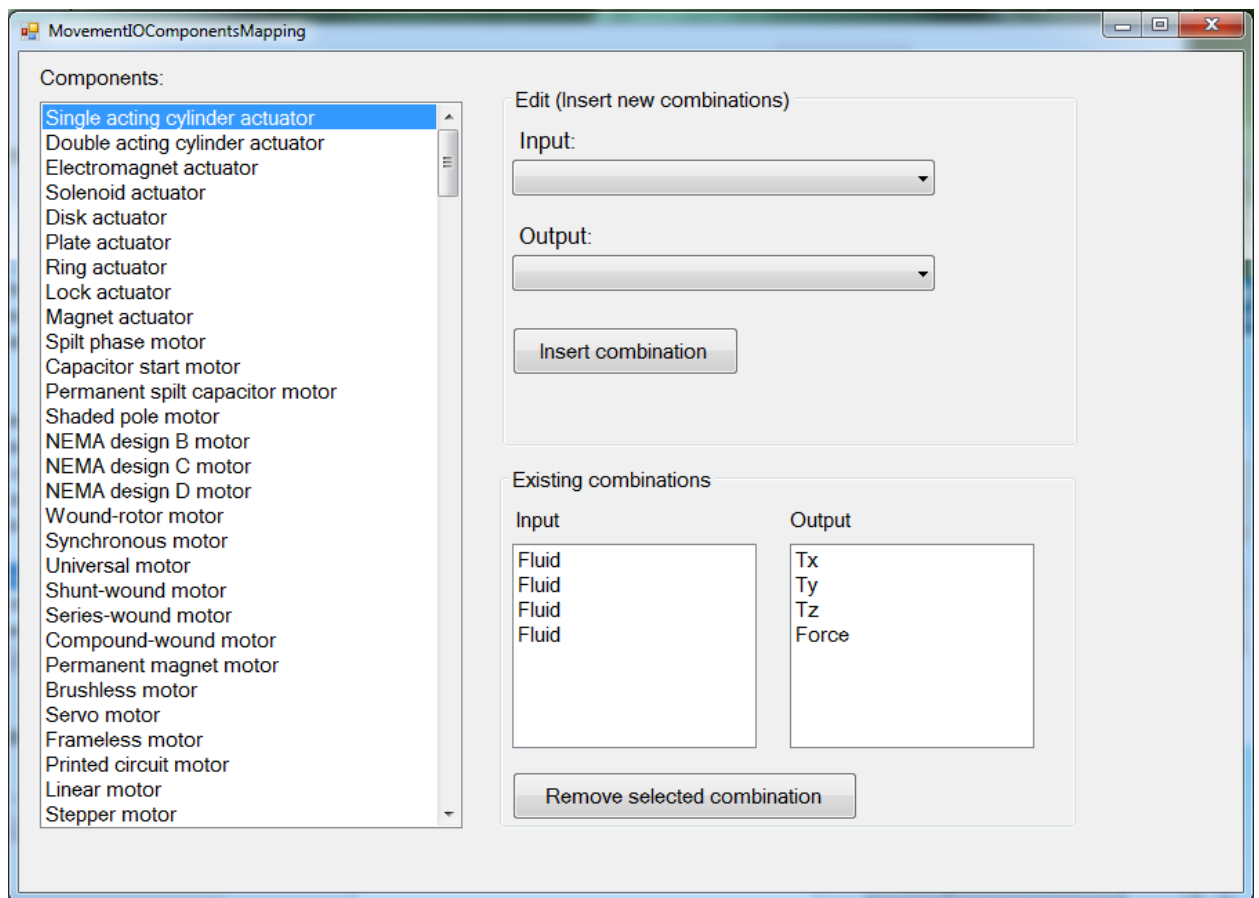 MovementIOComponentsMapping
Components:
Single acting cylinder actuator
Double acting cylinder actuator
Electromagnet actuator
Solenoid actuator
Disk actuator
Plate actuator
Ring actuator
Lock actuator
Magnet actuator
Spilt phase motor
Capacitor start motor
Permanent spilt capacitor motor
Shaded pole motor
NEMA design B motor
NEMA design C motor
NEMA design D motor
Wound-rotor motor
Synchronous motor
Universal motor
Shunt-wound motor
Series-wound motor
Compound-wound motor
Permanent magnet motor
Brushless motor
Servo motor
Frameless motor
Printed circuit motor
Linear motor
Stepper motor
Edit (Insert new combinations)
Input:
Output:
Insert combination
Existing combinations
Input Output
Fluid Tx
Fluid Ty
Fluid Tz
Fluid Force
Remove selected combination